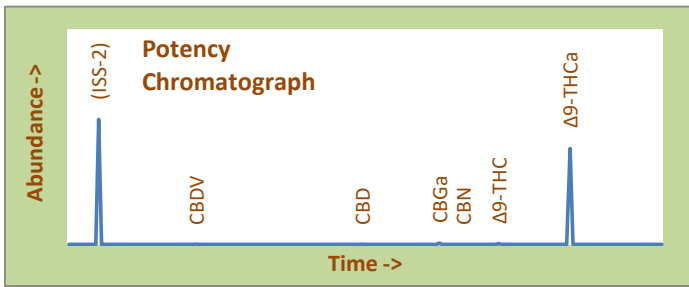 Potency
Chromatograph
Abundance ->
(ISS-2)
CBDV
CBD
CBGa
CBN
Δ9-THC
Δ9-THCa
Time ->